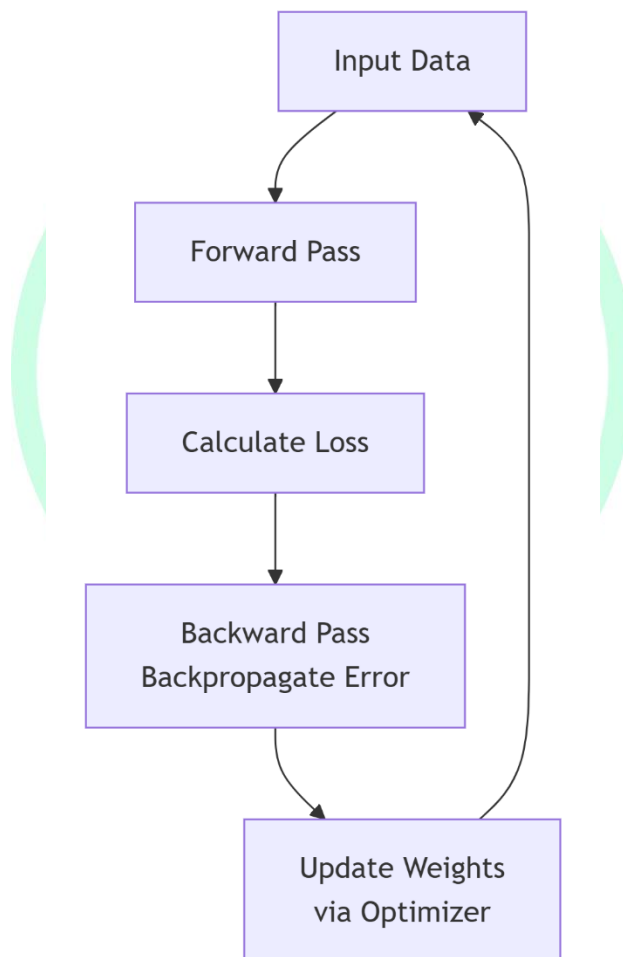 Input Data
Forward Pass
Calculate Loss
Backward Pass
Backpropagate Error
Update Weights
via Optimizer